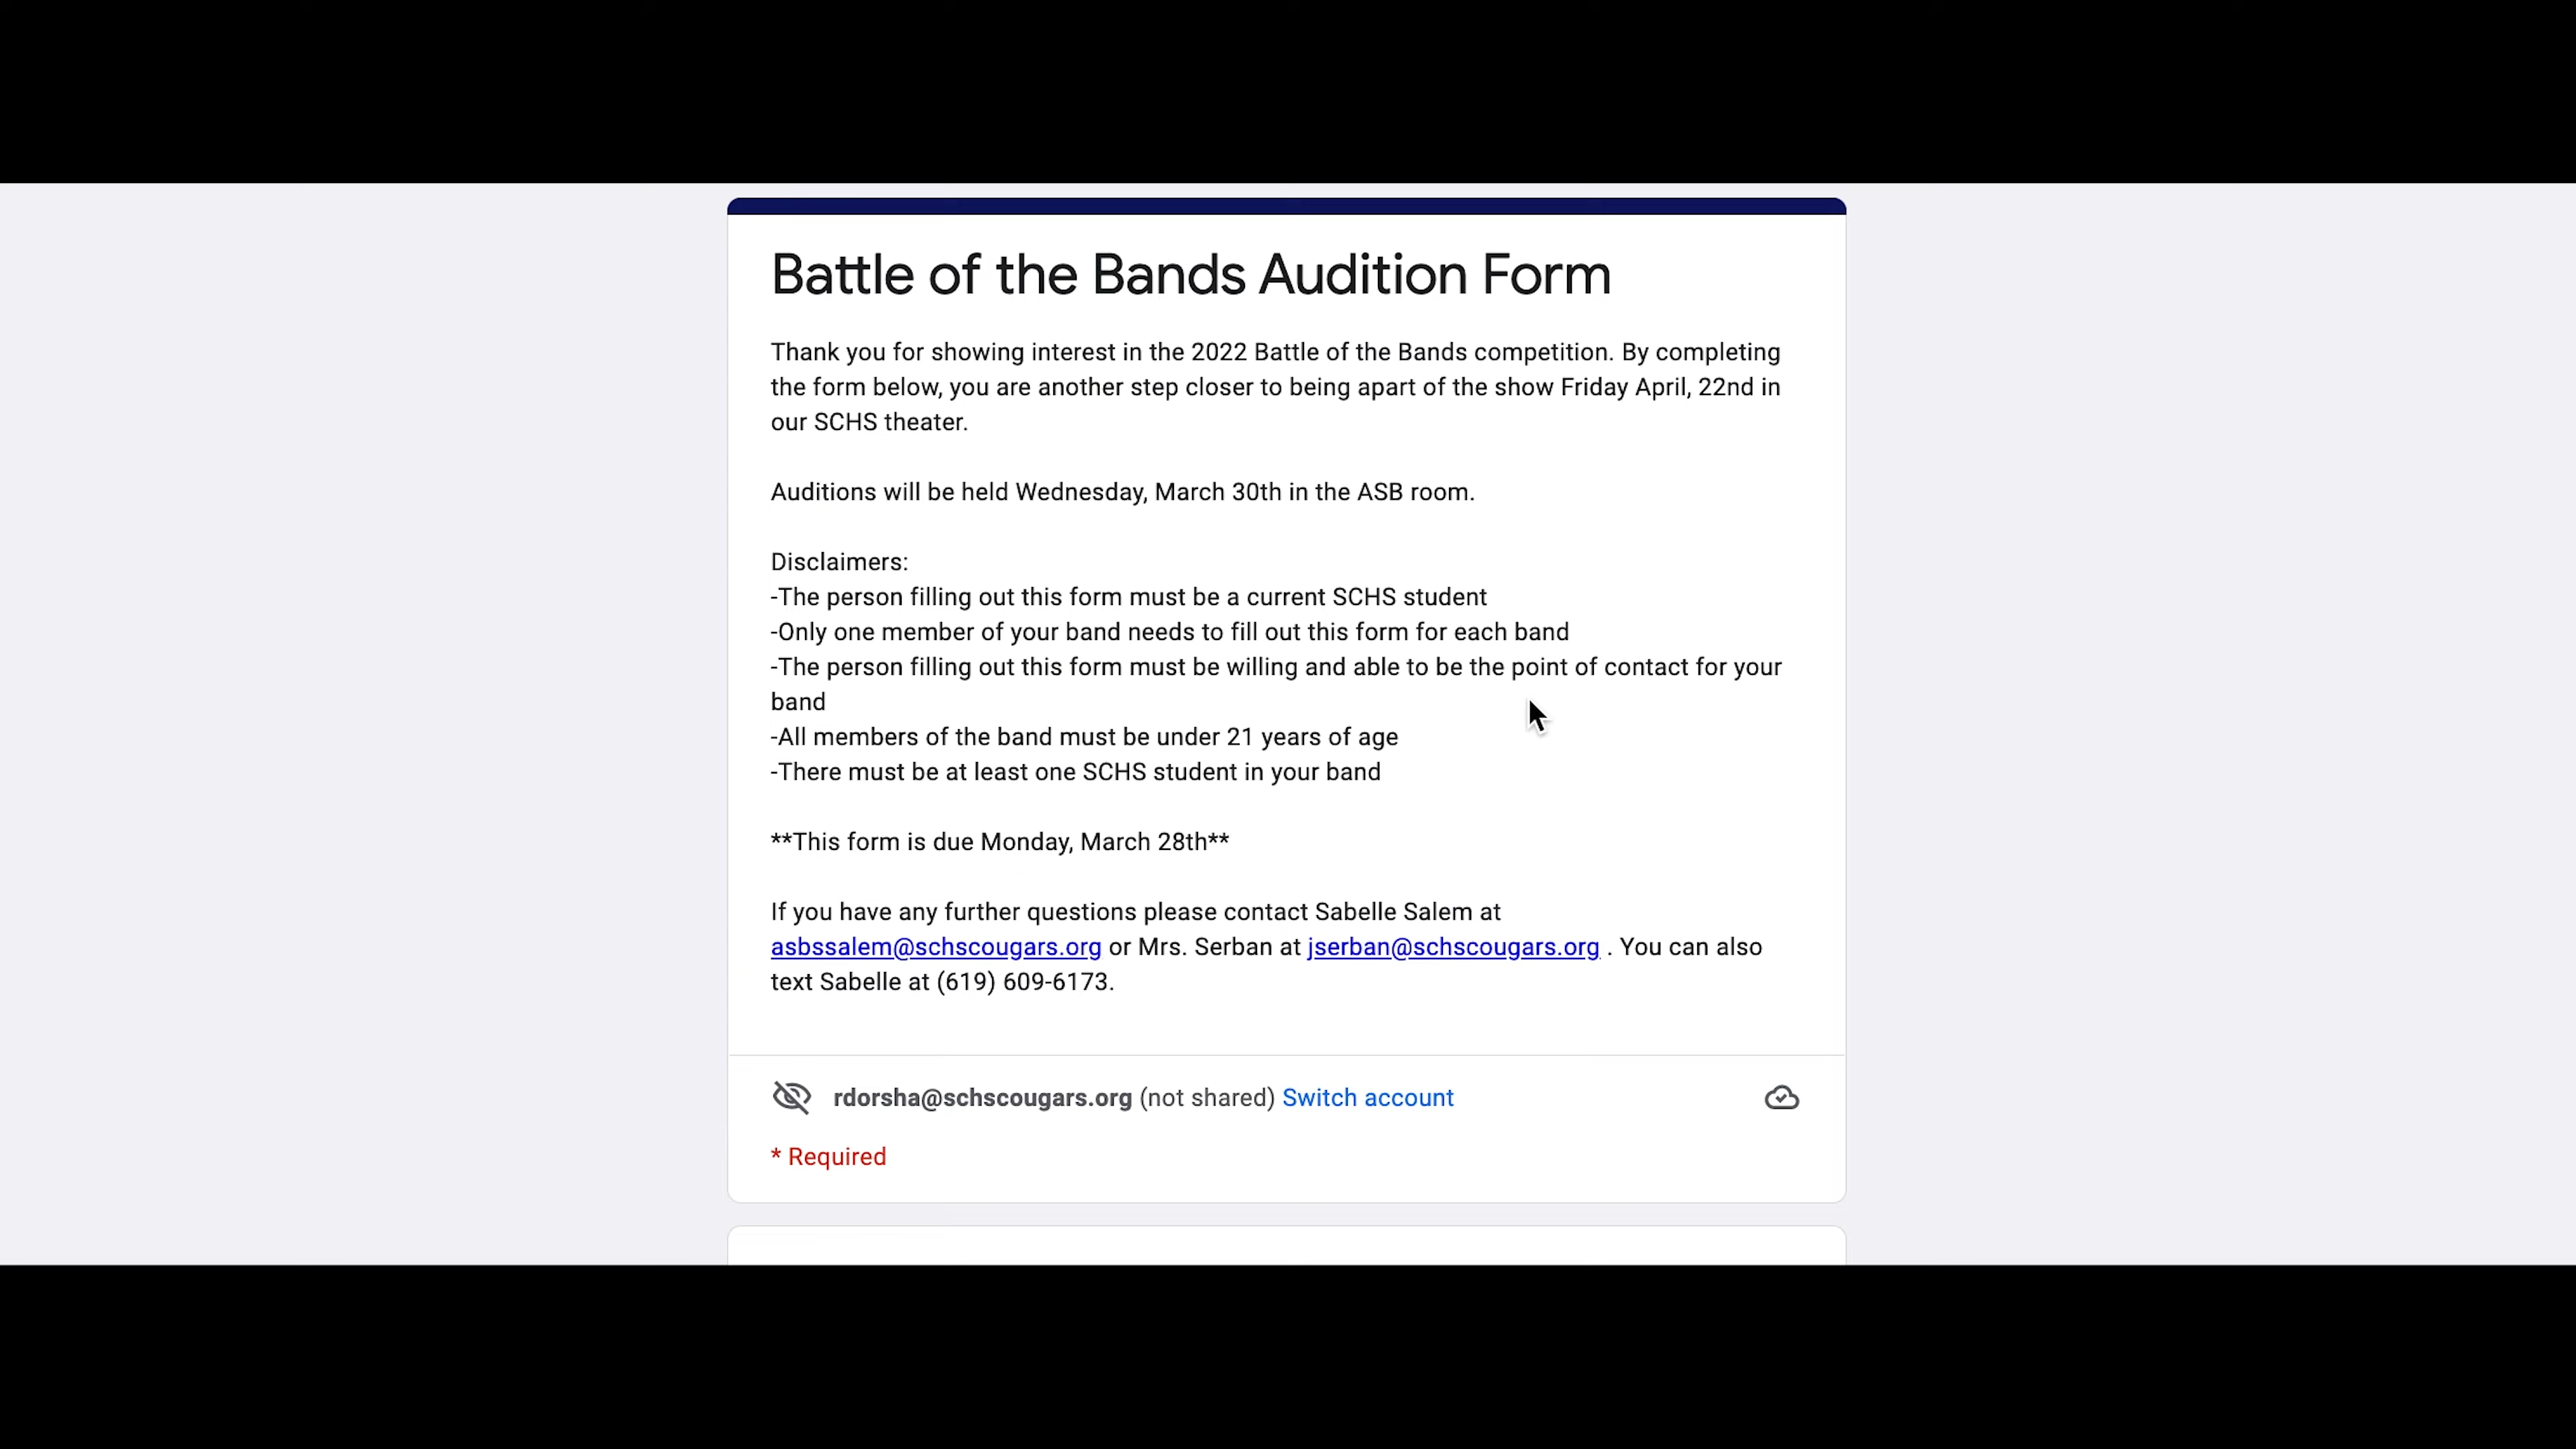 Battle of the Bands Audition Form
Thank you for showing interest in the 2022 Battle of the Bands competition. By completing
the form below, you are another step closer to being apart of the show Friday April, 22nd in
our SCHS theater.
Auditions will be held Wednesday, March 30th in the ASB room.
Disclaimers:
-The person filling out this form must be a current SCHS student
-Only one member of your band needs to fill out this form for each band
-The person filling out this form must be willing and able to be the point of contact for your
band
-All members of the band must be under 21 years of age
-There must be at least one SCHS student in your band
**This form is due Monday, March 28th**
If you have any further questions please contact Sabelle Salem at
asbssalem@schscougars.org or Mrs. Serban at jserban@schscougars.org . You can also
text Sabelle at (619) 609-6173.
rdorsha@schscougars.org (not shared) Switch account
* Required